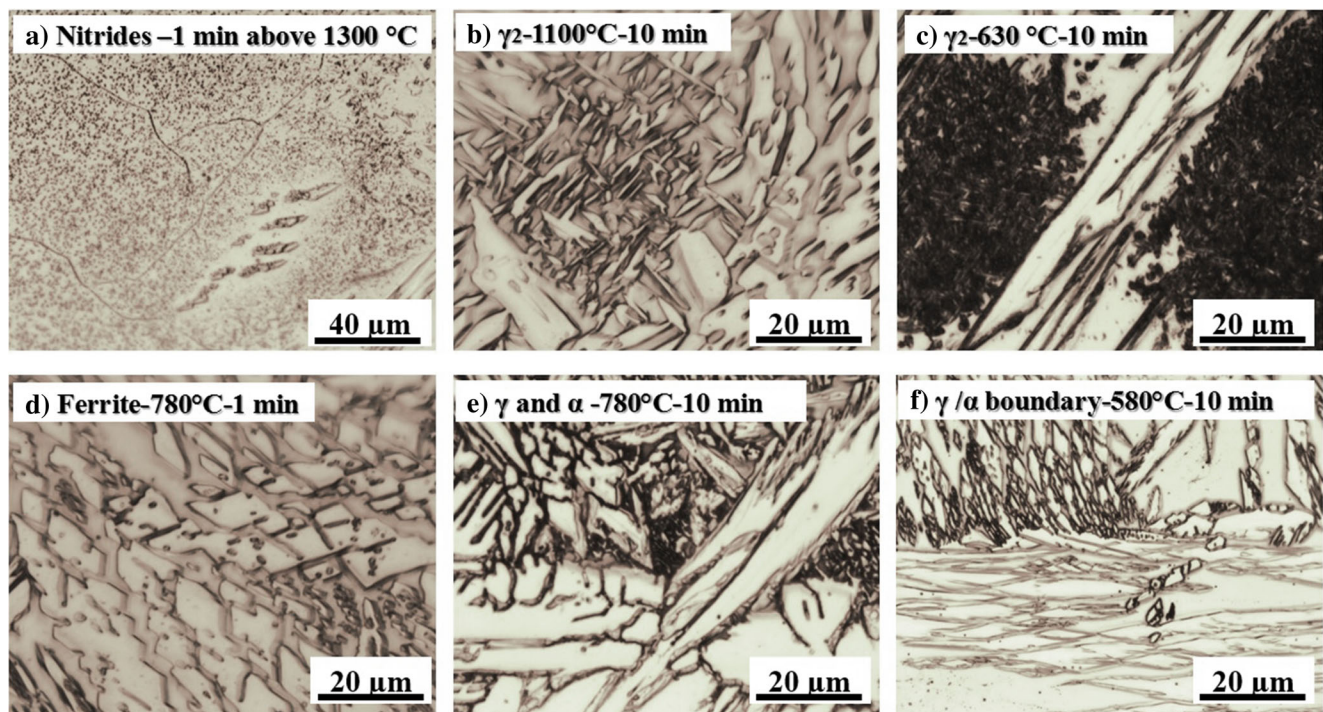 a) Nitrides –1 min above 1300 °C
b) γ2-1100°C-10 min
c) γ2-630 °C-10 min
40 µm
20 µm
20 µm
d) Ferrite-780°C-1 min
e) γ and α -780°C-10 min
f) γ /α boundary-580°C-10 min
20 µm
20 µm
20 µm